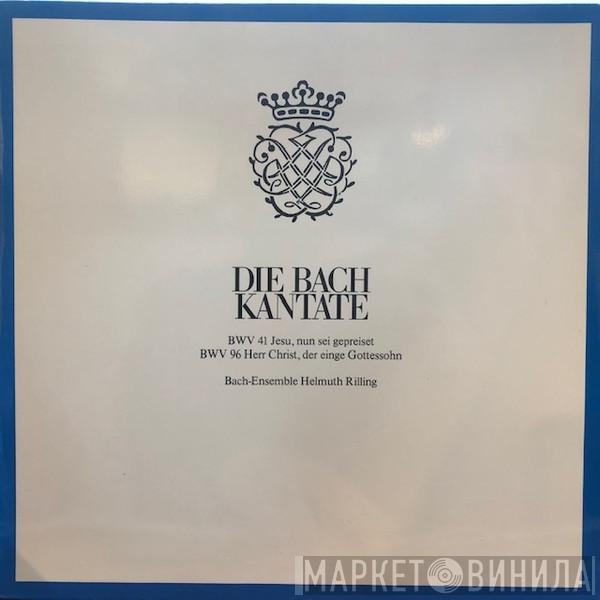 DIE BACH
KANTATE
BWV 41 Jesu, nun sei gepreiset
BWV 96 Herr Christ, der einge Gottessohn
Bach-Ensemble Helmuth Rilling
МАРКЕТ ВИНИЛА